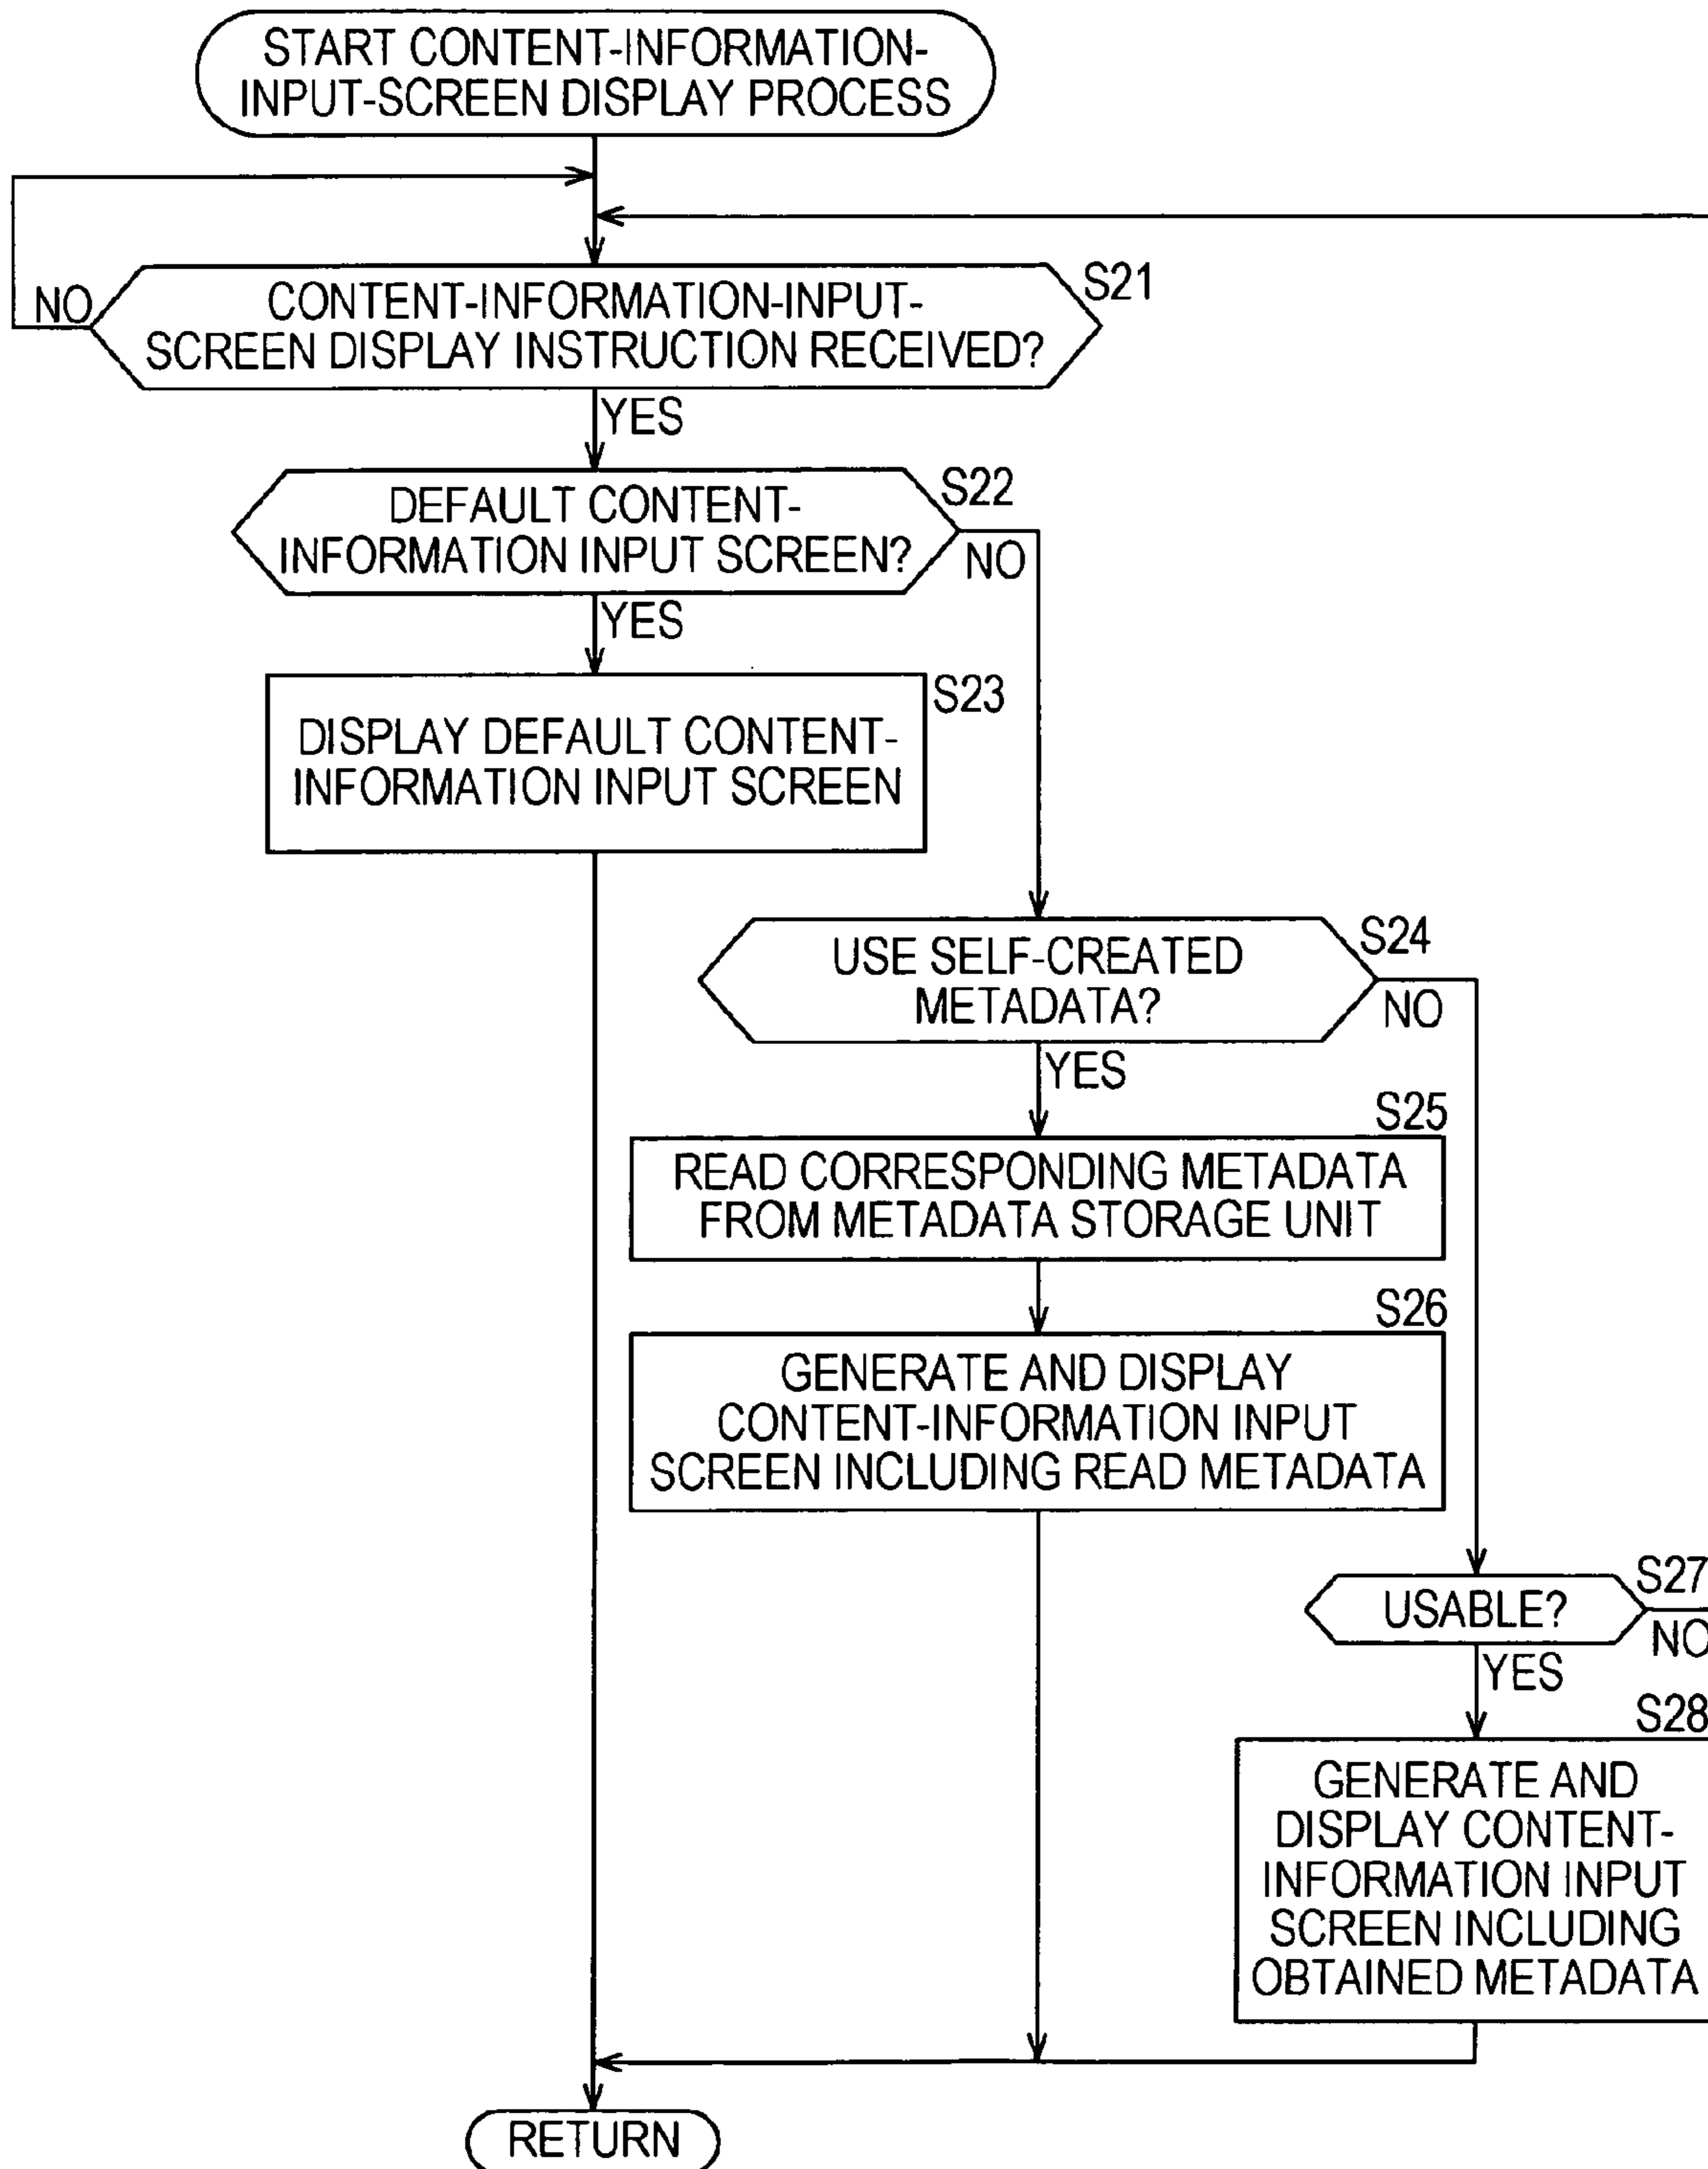 START CONTENT-INFORMATION-
INPUT-SCREEN DISPLAY PROCESS
S21
NO
CONTENT-INFORMATION-INPUT-
SCREEN DISPLAY INSTRUCTION RECEIVED?
YES
S22
DEFAULT CONTENT-
INFORMATION INPUT SCREEN?
NO
YES
S23
DISPLAY DEFAULT CONTENT-
INFORMATION INPUT SCREEN
S24
USE SELF-CREATED
METADATA?
NO
YES
S25
READ CORRESPONDING METADATA
FROM METADATA STORAGE UNIT
S26
GENERATE AND DISPLAY
CONTENT-INFORMATION INPUT
SCREEN INCLUDING READ METADATA
S27
USABLE?
NO
YES
S28
GENERATE AND
DISPLAY CONTENT-
INFORMATION INPUT
SCREEN INCLUDING
OBTAINED METADATA
RETURN